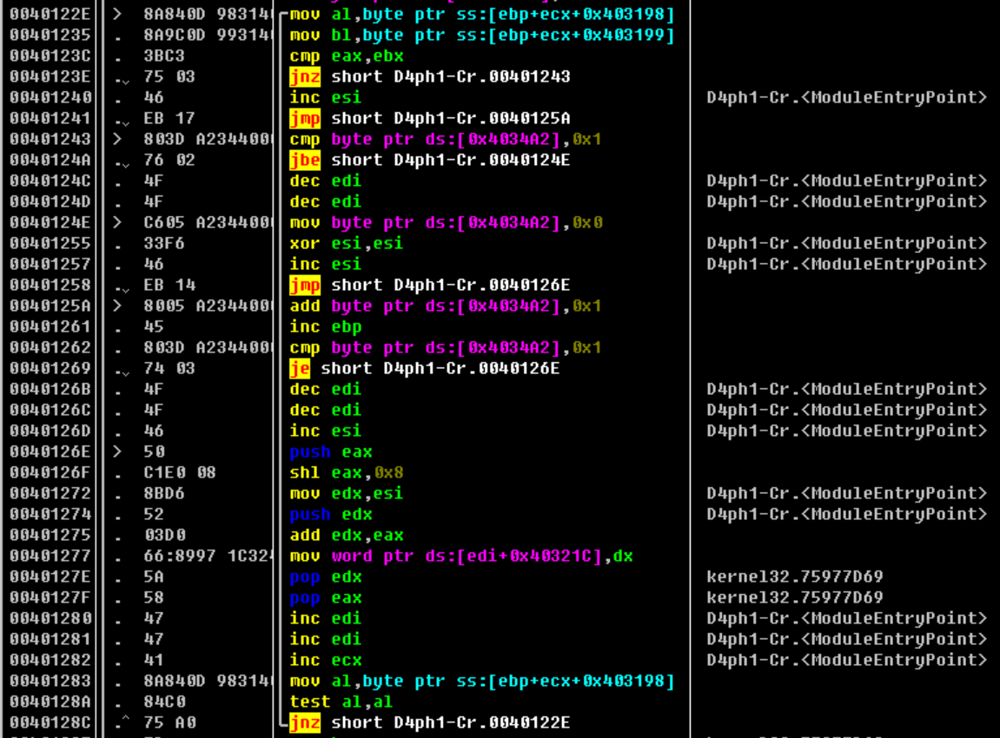 0040122E > 8A840D 983140 mov al,byte ptr ss:[ebp+ecx+0x403198]
00401235 . 8A9C0D 993140 mov bl,byte ptr ss:[ebp+ecx+0x403199]
0040123C . 3BC3 cmp eax,ebx
0040123E . 75 03 jnz short D4ph1-Cr.00401243
00401240 . 46 inc esi D4ph1-Cr.<ModuleEntryPoint>
00401241 . EB 17 jmp short D4ph1-Cr.0040125A
00401243 > 803D A234400 cmp byte ptr ds:[0x4034A2],0x1
0040124A . 76 02 jbe short D4ph1-Cr.0040124E
0040124C . 4F dec edi D4ph1-Cr.<ModuleEntryPoint>
0040124D . 4F dec edi D4ph1-Cr.<ModuleEntryPoint>
0040124E > C605 A234400 mov byte ptr ds:[0x4034A2],0x0
00401255 . 33F6 xor esi,esi D4ph1-Cr.<ModuleEntryPoint>
00401257 . 46 inc esi D4ph1-Cr.<ModuleEntryPoint>
00401258 . EB 14 jmp short D4ph1-Cr.0040126E
0040125A > 8005 A234400 add byte ptr ds:[0x4034A2],0x1
00401261 . 45 inc ebp
00401262 . 803D A234400 cmp byte ptr ds:[0x4034A2],0x1
00401269 . 74 03 je short D4ph1-Cr.0040126E
0040126B . 4F dec edi D4ph1-Cr.<ModuleEntryPoint>
0040126C . 4F dec edi D4ph1-Cr.<ModuleEntryPoint>
0040126D . 46 inc esi D4ph1-Cr.<ModuleEntryPoint>
0040126E > 50 push eax
0040126F . C1E0 08 shl eax,0x8
00401272 . 8BD6 mov edx,esi D4ph1-Cr.<ModuleEntryPoint>
00401274 . 52 push edx D4ph1-Cr.<ModuleEntryPoint>
00401275 . 03D0 add edx,eax
00401277 . 66:8997 1C324 mov word ptr ds:[edi+0x40321C],dx
0040127E . 5A pop edx kernel32.75977D69
0040127F . 58 pop eax kernel32.75977D69
00401280 . 47 inc edi D4ph1-Cr.<ModuleEntryPoint>
00401281 . 47 inc edi D4ph1-Cr.<ModuleEntryPoint>
00401282 . 41 inc ecx D4ph1-Cr.<ModuleEntryPoint>
00401283 . 8A840D 983140 mov al,byte ptr ss:[ebp+ecx+0x403198]
0040128A . 84C0 test al,al
0040128C .^ 75 A0 jnz short D4ph1-Cr.0040122E